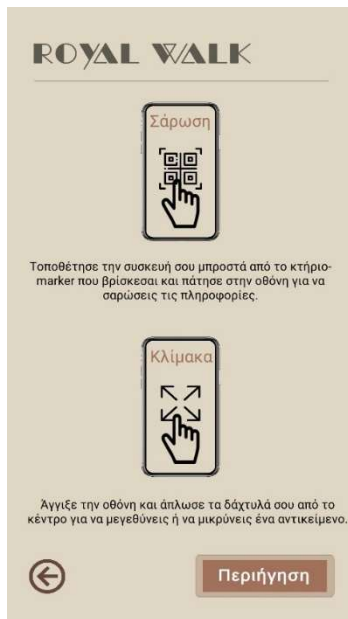 ROYAL WALK
Σάρωση
Τοποθέτησε την συσκευή σου μπροστά από το κτήριο-
marker που βρίσκεσαι και πάτησε στην οθόνη για να
σαρώσεις τις πληροφορίες.
Κλίμακα
Άγγιξε την οθόνη και άπλωσε τα δάχτυλά σου από το
κέντρο για να μεγεθύνεις ή να μικρύνεις ένα αντικείμενο.
Περιήγηση